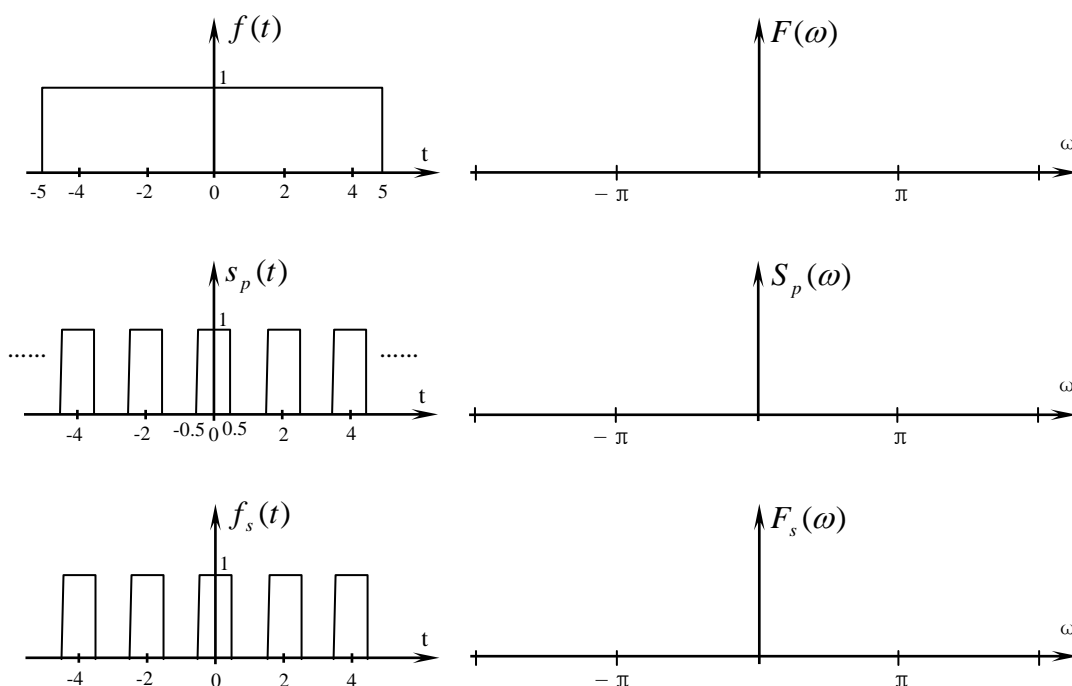 f(t) F(ω)
1
t ω
-5 -4 -2 0 2 4 5 − π π
s_p(t) S_p(ω)
1
...... ......
t ω
-4 -2 -0.5 0 0.5 2 4 − π π
f_s(t) F_s(ω)
1
t ω
-4 -2 0 2 4 − π π